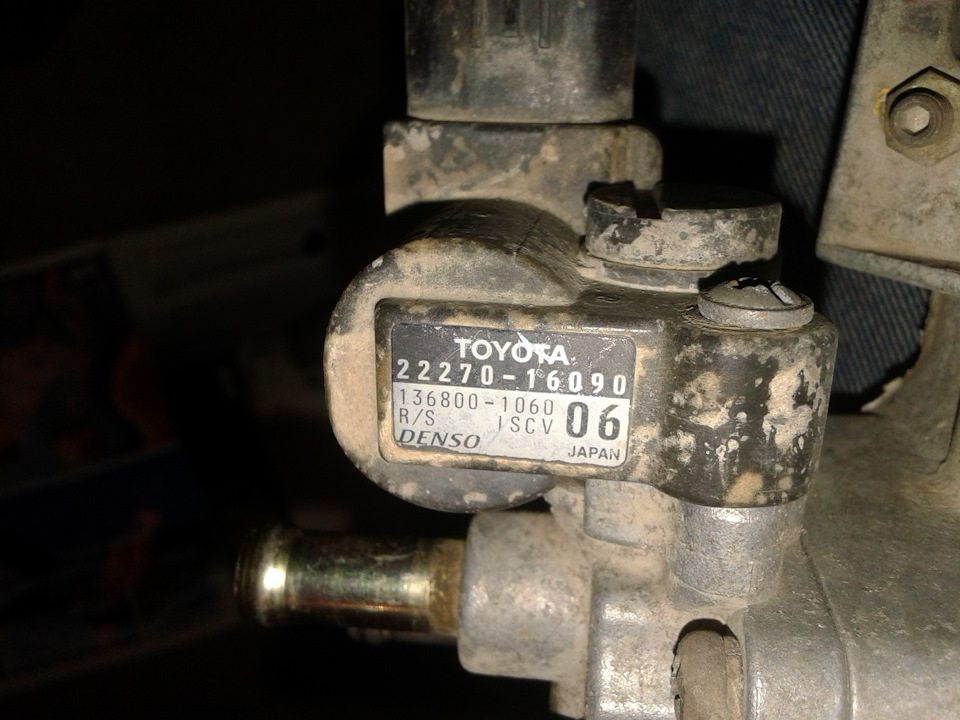 TOYOTA
22270-16090
136800-1060
R/S ISCV 06
DENSO JAPAN